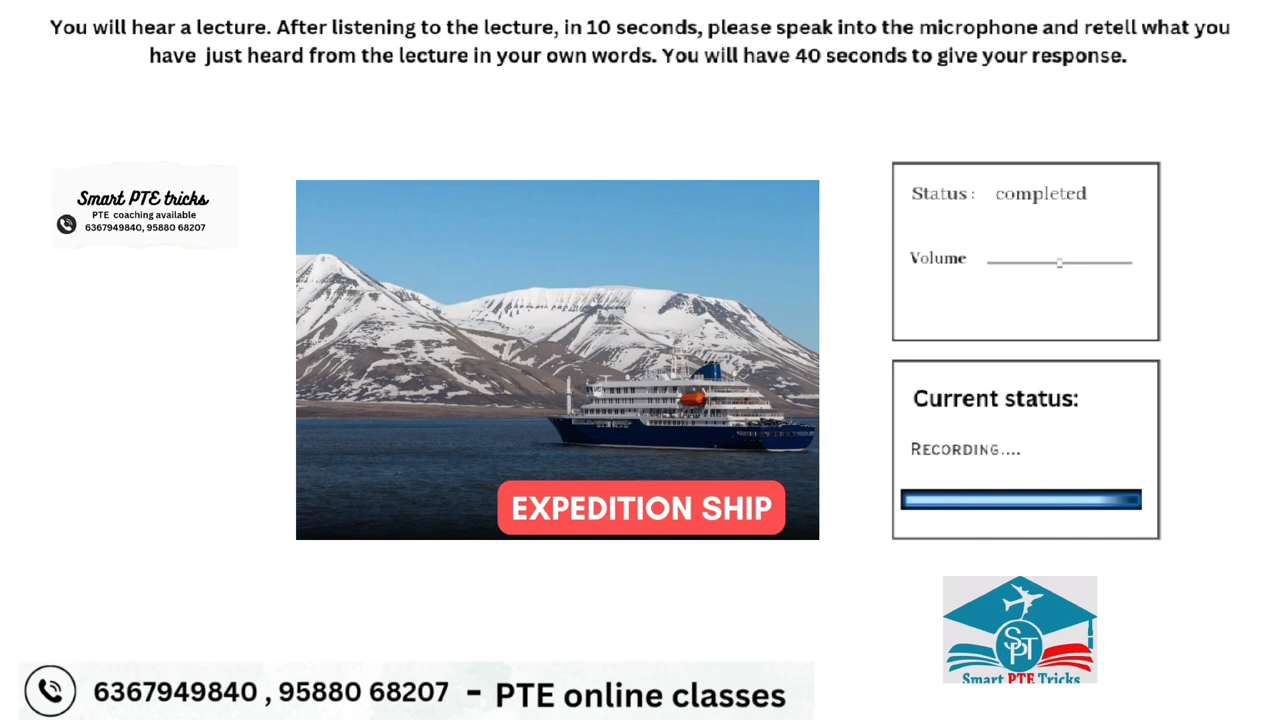 You will hear a lecture. After listening to the lecture, in 10 seconds, please speak into the microphone and retell what you
have just heard from the lecture in your own words. You will have 40 seconds to give your response.
Smart PTE tricks
PTE coaching available
6367949840, 95880 68207
Status : completed
Volume
EXPEDITION SHIP
Current status:
RECORDING....
SPT
Smart PTE Tricks
6367949840 , 95880 68207 - PTE online classes